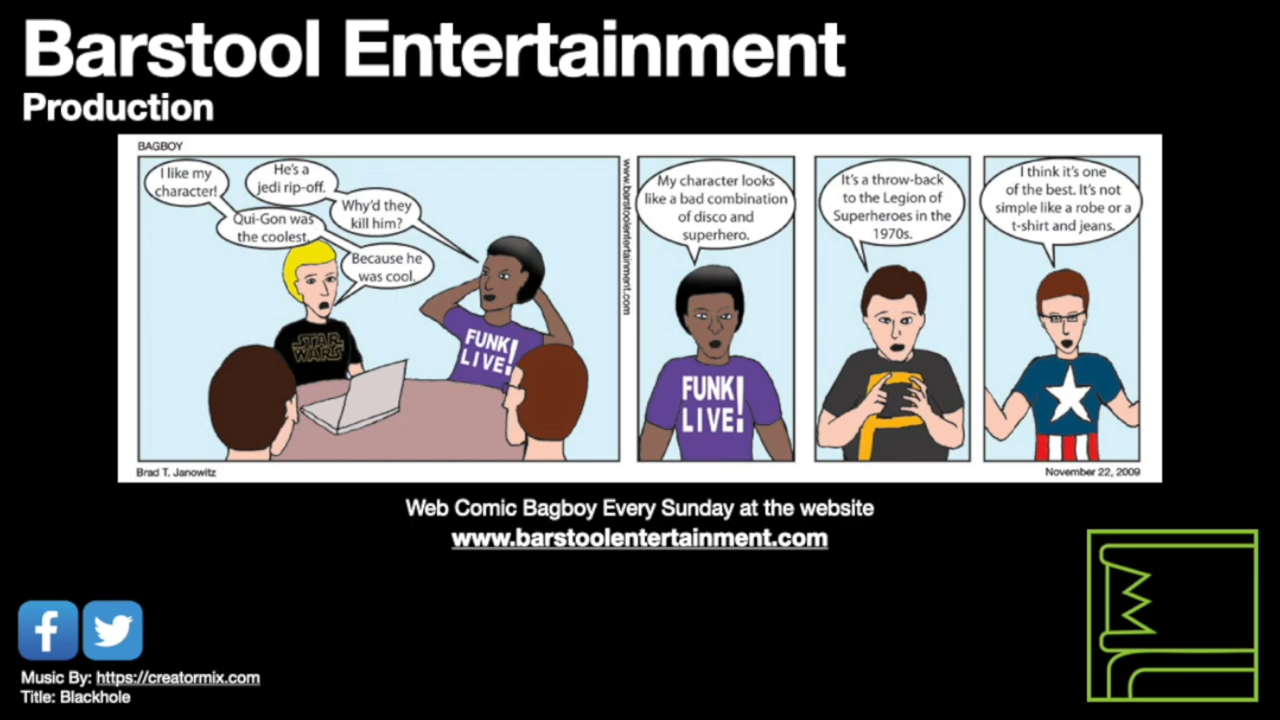 Barstool Entertainment
Production
BAGBOY
I like my
character!
He's a
jedi rip-off.
Qui-Gon was
the coolest.
Why'd they
kill him?
Because he
was cool.
STAR
WARS
FUNK
LIVE!
www.barstoolentertainment.com
My character looks
like a bad combination
of disco and
superhero.
FUNK
LIVE!
It's a throw-back
to the Legion of
Superheroes in the
1970s.
I think it's one
of the best. It's not
simple like a robe or a
t-shirt and jeans.
Brad T. Janowitz
November 22, 2009
Web Comic Bagboy Every Sunday at the website
www.barstoolentertainment.com
Music By: https://creatormix.com
Title: Blackhole